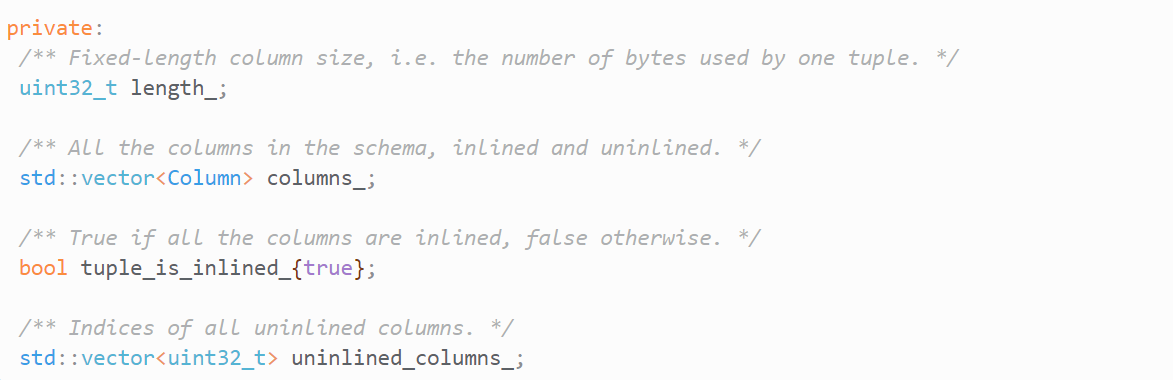 private:
/** Fixed-length column size, i.e. the number of bytes used by one tuple. */
uint32_t length_;
/** All the columns in the schema, inlined and uninlined. */
std::vector<Column> columns_;
/** True if all the columns are inlined, false otherwise. */
bool tuple_is_inlined_{true};
/** Indices of all uninlined columns. */
std::vector<uint32_t> uninlined_columns_;